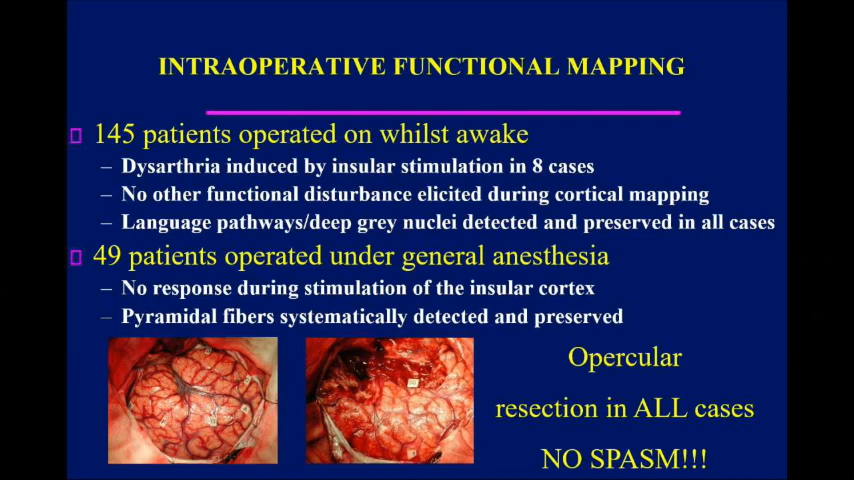 INTRAOPERATIVE FUNCTIONAL MAPPING
145 patients operated on whilst awake
– Dysarthria induced by insular stimulation in 8 cases
– No other functional disturbance elicited during cortical mapping
– Language pathways/deep grey nuclei detected and preserved in all cases
49 patients operated under general anesthesia
– No response during stimulation of the insular cortex
– Pyramidal fibers systematically detected and preserved
Opercular
resection in ALL cases
NO SPASM!!!